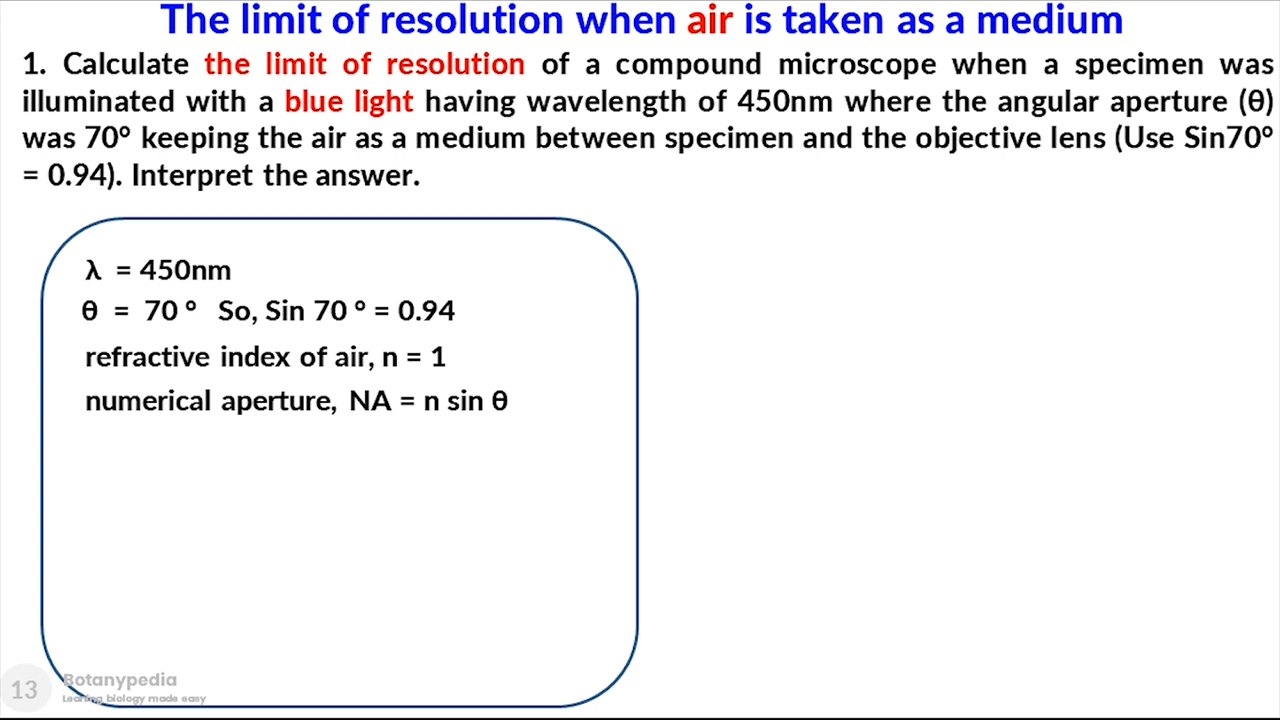 The limit of resolution when air is taken as a medium
1. Calculate the limit of resolution of a compound microscope when a specimen was
illuminated with a blue light having wavelength of 450nm where the angular aperture (θ)
was 70° keeping the air as a medium between specimen and the objective lens (Use Sin70°
= 0.94). Interpret the answer.
λ = 450nm
θ = 70 ° So, Sin 70 ° = 0.94
refractive index of air, n = 1
numerical aperture, NA = n sin θ
13
Botanypedia
Learning biology made easy